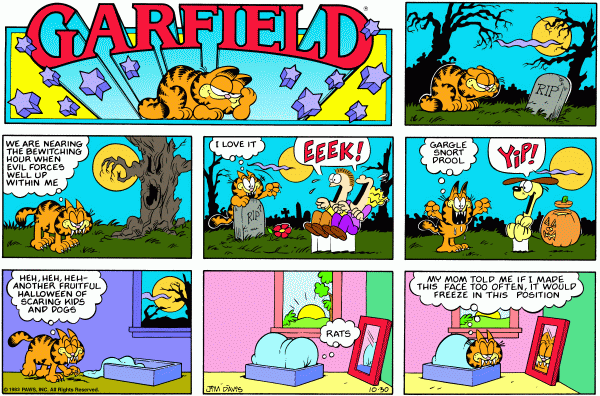 GARFIELD
®
RIP
WE ARE NEARING
THE BEWITCHING
HOUR WHEN
EVIL FORCES
WELL UP
WITHIN ME
I LOVE IT
EEEK!
RIP
GARGLE
SNORT
DROOL
YIP!
HEH, HEH, HEH-
ANOTHER FRUITFUL
HALLOWEEN OF
SCARING KIDS
AND DOGS
© 1993 PAWS, INC. All Rights Reserved.
RATS
JIM DAVIS
10-30
MY MOM TOLD ME IF I MADE
THIS FACE TOO OFTEN, IT WOULD
FREEZE IN THIS POSITION